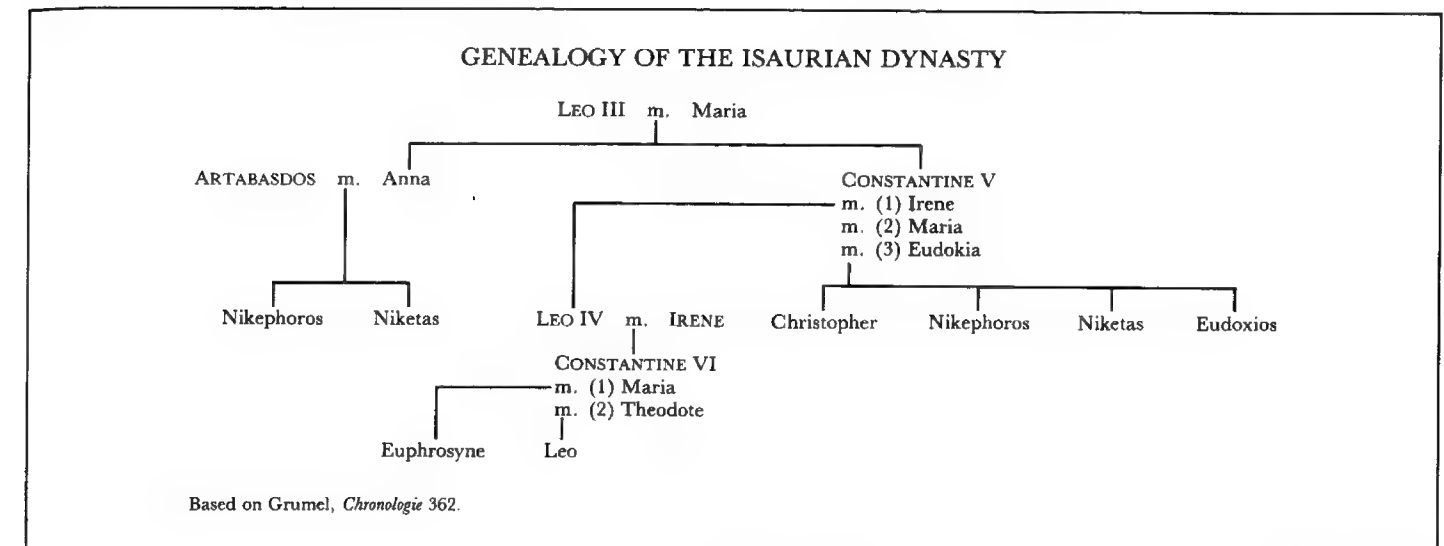 GENEALOGY OF THE ISAURIAN DYNASTY
LEO III m. Maria
ARTABASDOS m. Anna
CONSTANTINE V
m. (1) Irene
m. (2) Maria
m. (3) Eudokia
Nikephoros Niketas LEO IV m. IRENE Christopher Nikephoros Niketas Eudoxios
CONSTANTINE VI
m. (1) Maria
m. (2) Theodote
Euphrosyne Leo
Based on Grumel, Chronologie 362.